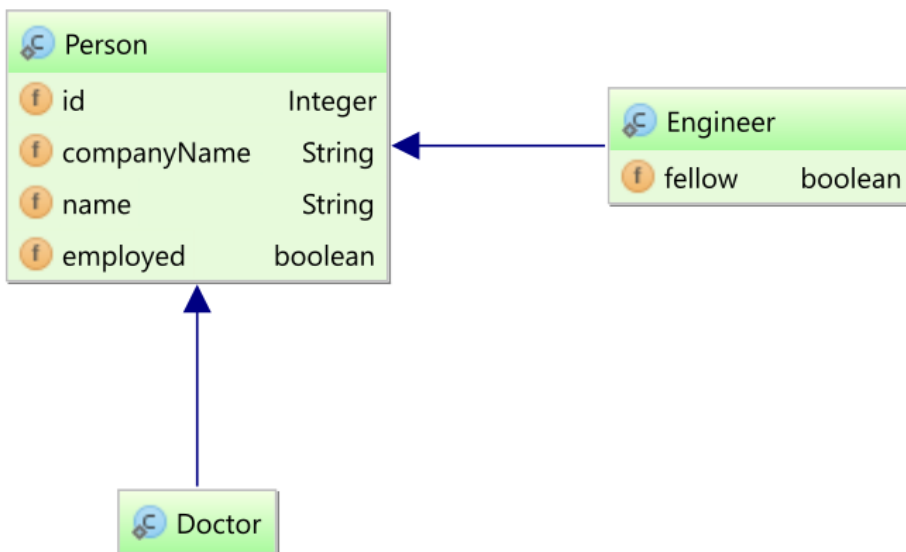 Person
id Integer
companyName String
name String
employed boolean
Engineer
fellow boolean
Doctor